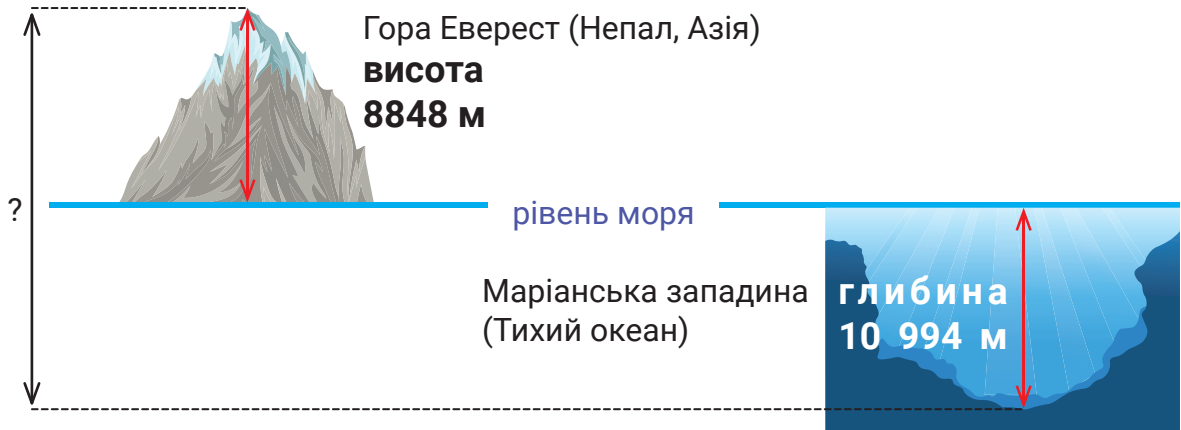 Гора Еверест (Непал, Азія)
висота
8848 м
?
рівень моря
Маріанська западина
(Тихий океан)
глибина
10 994 м